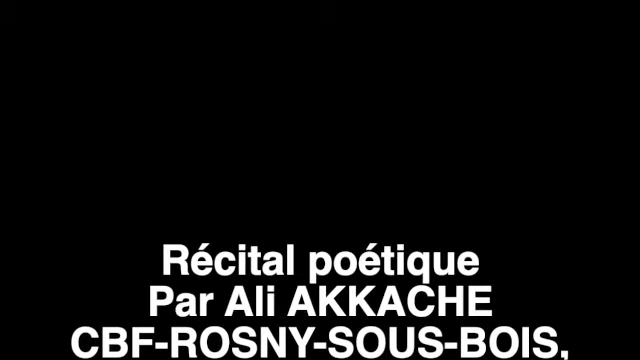 Récital poétique
Par Ali AKKACHE
CBF-ROSNY-SOUS-BOIS,